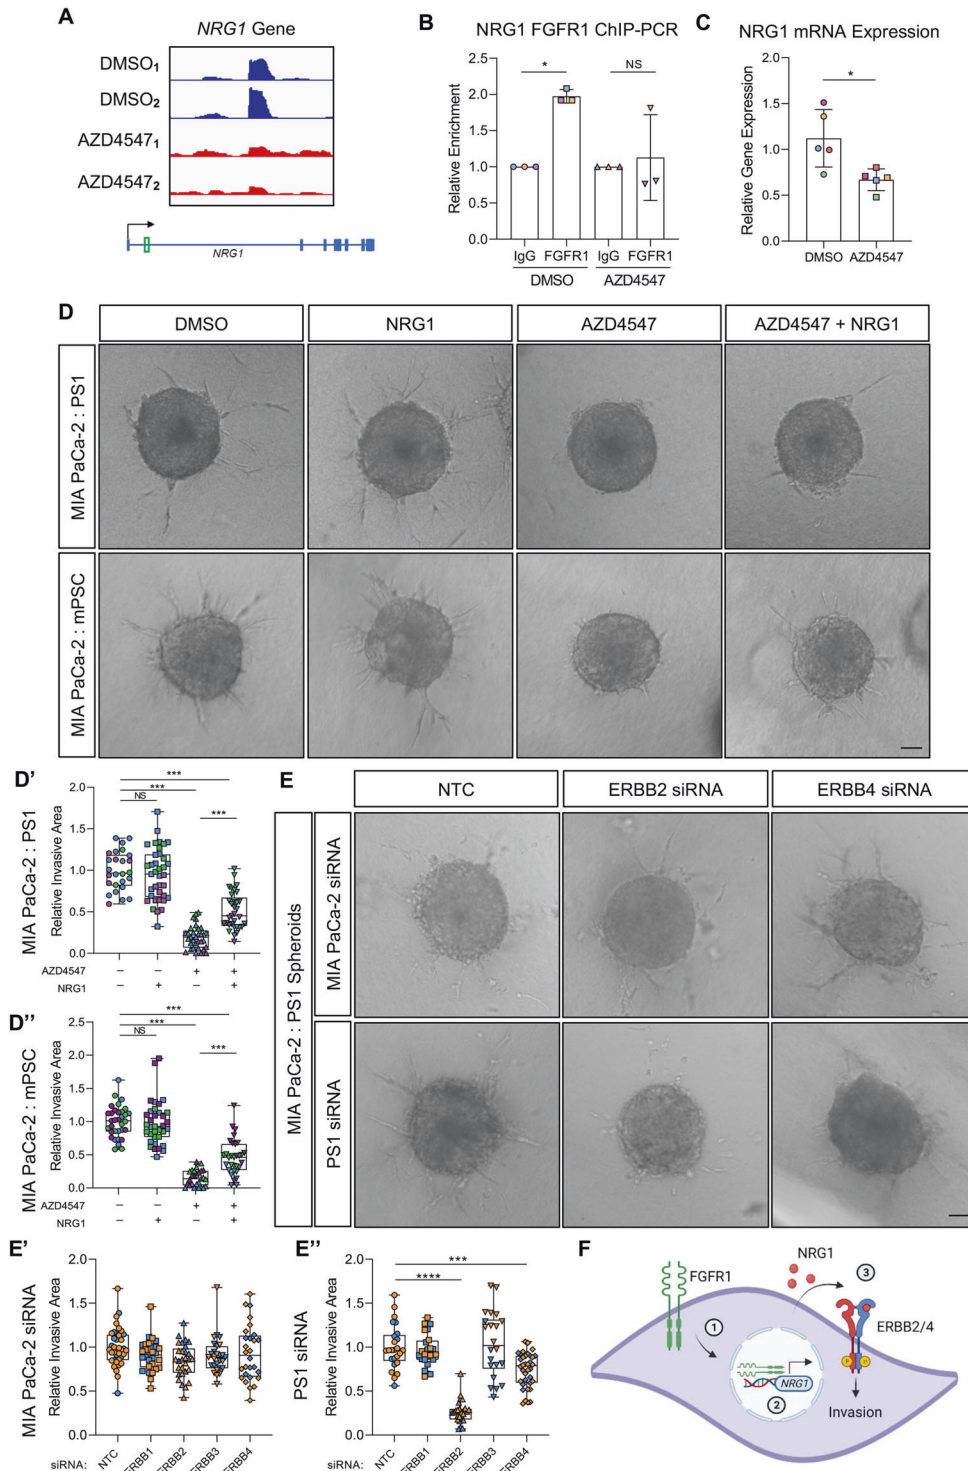 A
NRG1 Gene
DMSO1
DMSO2
AZD45471
AZD45472
NRG1
B
NRG1 FGFR1 ChIP-PCR
Relative Enrichment
2.5
2.0
1.5
1.0
0.5
0.0
*
NS
IgG FGFR1 IgG FGFR1
DMSO AZD4547
C
NRG1 mRNA Expression
Relative Gene Expression
2.0
1.5
1.0
0.5
0.0
*
DMSO AZD4547
D
DMSO
NRG1
AZD4547
AZD4547 + NRG1
MIA PaCa-2 : PS1
MIA PaCa-2 : mPSC
D'
MIA PaCa-2 : PS1
Relative Invasive Area
2.0
1.5
1.0
0.5
0.0
***
***
NS
***
AZD4547 – – + +
NRG1 – + – +
D''
MIA PaCa-2 : mPSC
Relative Invasive Area
2.5
2.0
1.5
1.0
0.5
0.0
***
***
NS
***
AZD4547 – – + +
NRG1 – + – +
E
NTC
ERBB2 siRNA
ERBB4 siRNA
MIA PaCa-2 : PS1 Spheroids
MIA PaCa-2 siRNA
PS1 siRNA
E'
MIA PaCa-2 siRNA
Relative Invasive Area
2.0
1.5
1.0
0.5
0.0
siRNA: NTC ERBB1 ERBB2 ERBB3 ERBB4
E''
PS1 siRNA
Relative Invasive Area
2.0
1.5
1.0
0.5
0.0
***
****
siRNA: NTC ERBB1 ERBB2 ERBB3 ERBB4
F
FGFR1
NRG1
3
1
ERBB2/4
NRG1
2
P P
Invasion